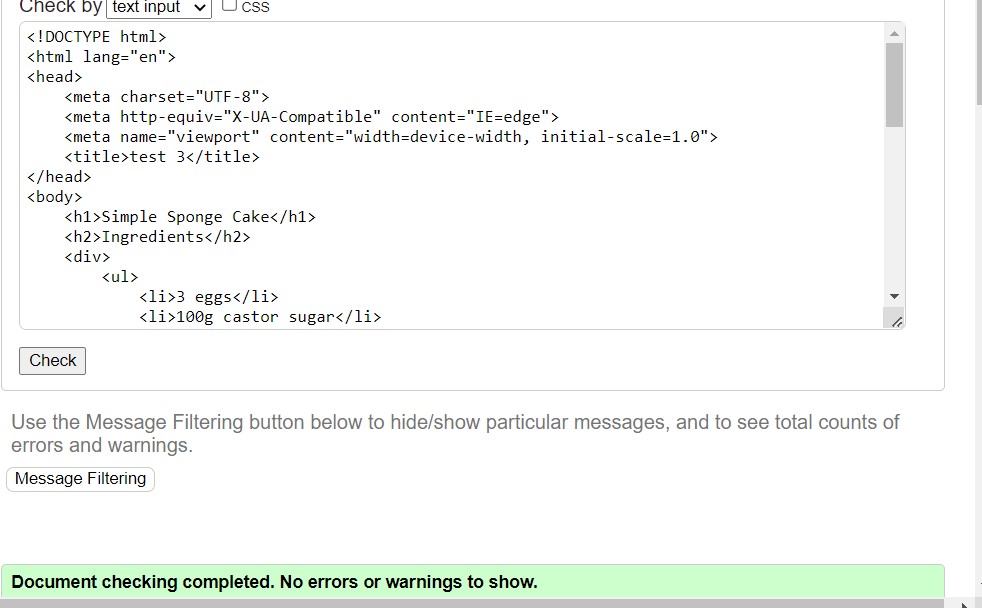 Check by text input CSS
<!DOCTYPE html>
<html lang="en">
<head>
    <meta charset="UTF-8">
    <meta http-equiv="X-UA-Compatible" content="IE=edge">
    <meta name="viewport" content="width=device-width, initial-scale=1.0">
    <title>test 3</title>
</head>
<body>
    <h1>Simple Sponge Cake</h1>
    <h2>Ingredients</h2>
    <div>
        <ul>
            <li>3 eggs</li>
            <li>100g castor sugar</li>
Check
Use the Message Filtering button below to hide/show particular messages, and to see total counts of
errors and warnings.
Message Filtering
Document checking completed. No errors or warnings to show.